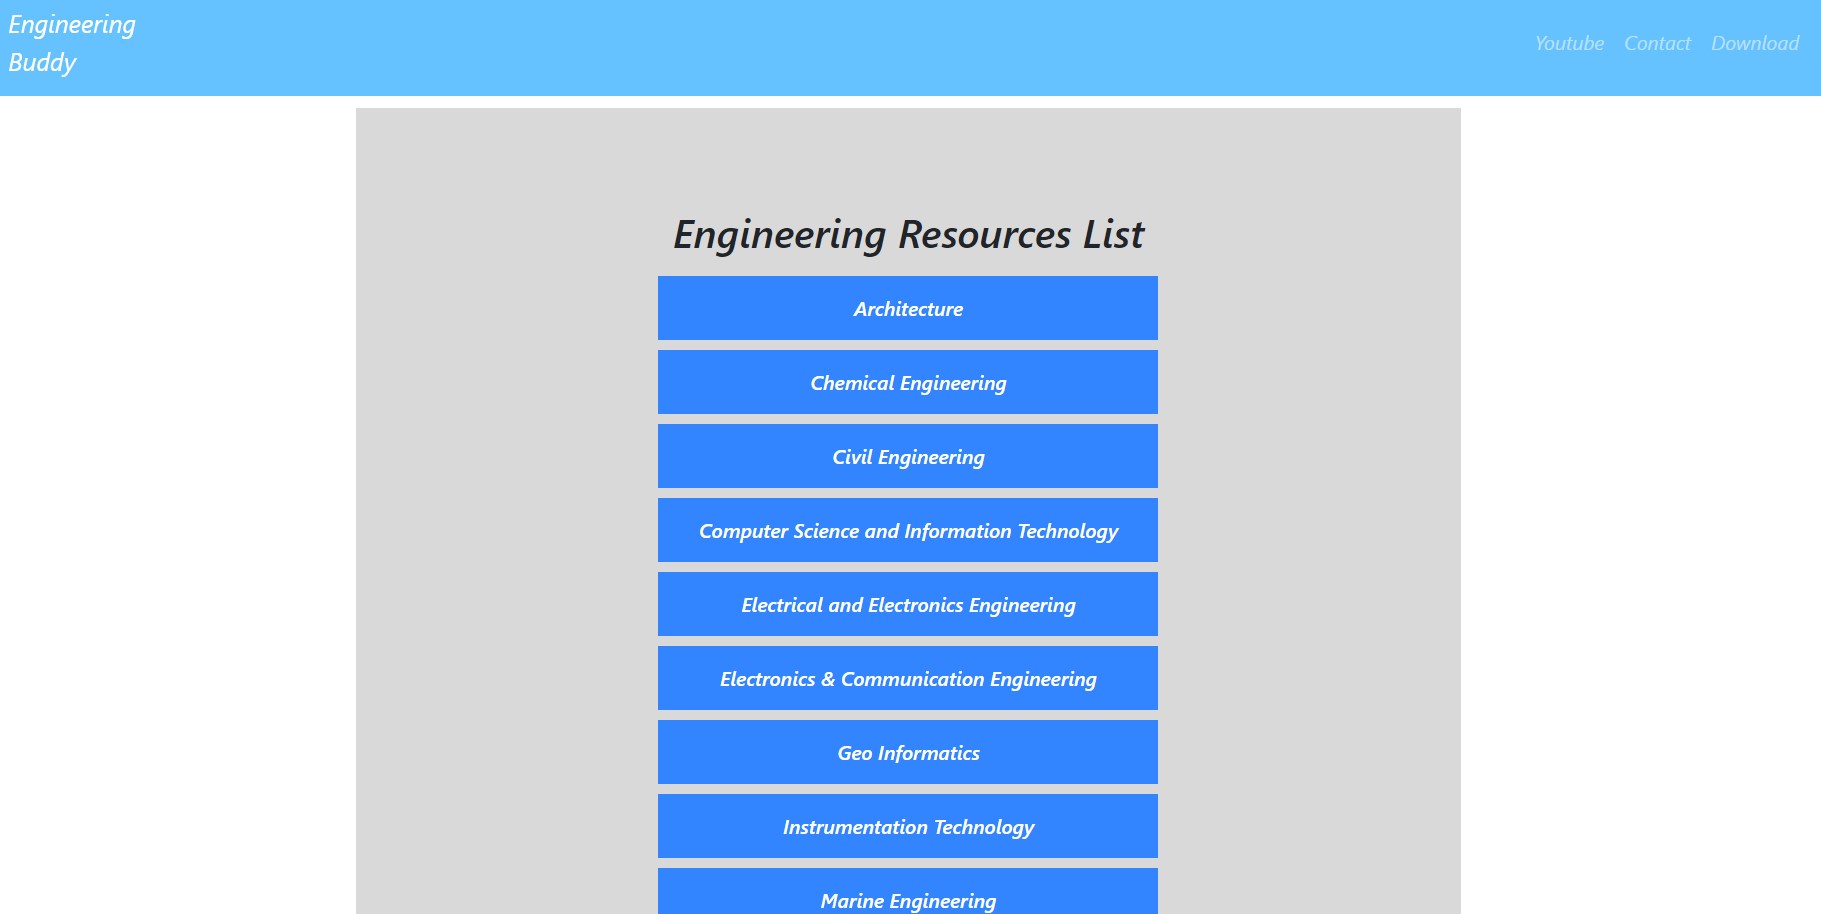 Engineering
Buddy
Youtube Contact Download
Engineering Resources List
Architecture
Chemical Engineering
Civil Engineering
Computer Science and Information Technology
Electrical and Electronics Engineering
Electronics & Communication Engineering
Geo Informatics
Instrumentation Technology
Marine Engineering